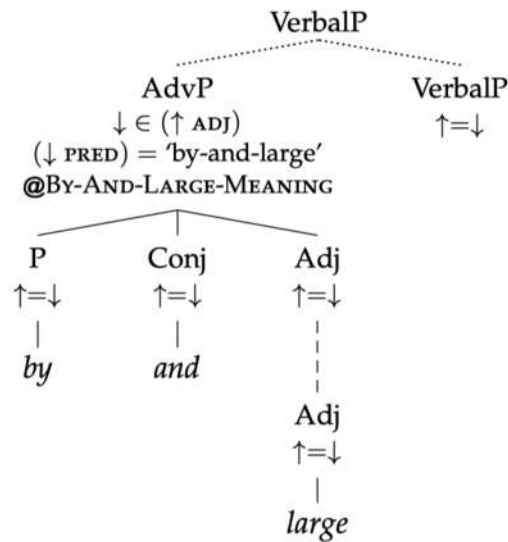 VerbalP
AdvP VerbalP
↓ ∈ (↑ ADJ) ↑=↓
(↓ PRED) = ‘by-and-large’
@BY-AND-LARGE-MEANING
P Conj Adj
↑=↓ ↑=↓ ↑=↓
by and
Adj
↑=↓
large